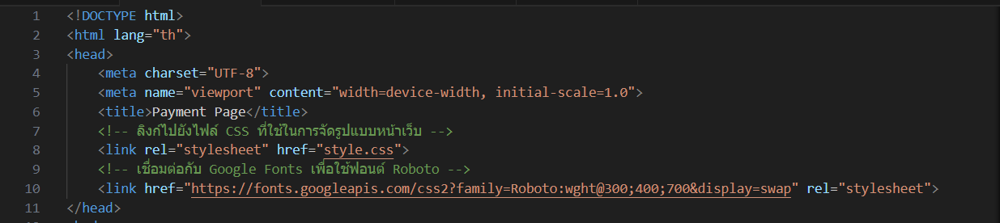 1 <!DOCTYPE html>
2 <html lang="th">
3 <head>
4 <meta charset="UTF-8">
5 <meta name="viewport" content="width=device-width, initial-scale=1.0">
6 <title>Payment Page</title>
7 <!-- ลิงก์ไปยังไฟล์ CSS ที่ใช้ในการจัดรูปแบบหน้าเว็บ -->
8 <link rel="stylesheet" href="style.css">
9 <!-- เชื่อมต่อกับ Google Fonts เพื่อใช้ฟอนต์ Roboto -->
10 <link href="https://fonts.googleapis.com/css2?family=Roboto:wght@300;400;700&display=swap" rel="stylesheet">
11 </head>